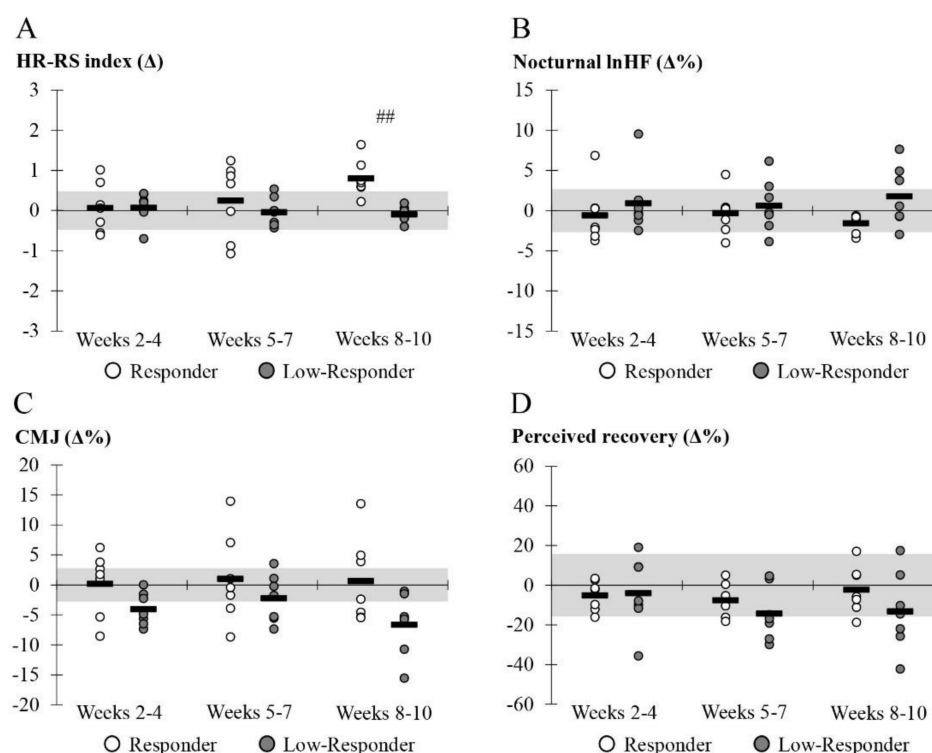 A
HR-RS index (Δ)
3
2
1
0
-1
-2
-3
##
Weeks 2-4 Weeks 5-7 Weeks 8-10
Responder Low-Responder
B
Nocturnal lnHF (Δ%)
15
10
5
0
-5
-10
-15
Weeks 2-4 Weeks 5-7 Weeks 8-10
Responder Low-Responder
C
CMJ (Δ%)
20
15
10
5
0
-5
-10
-15
-20
Weeks 2-4 Weeks 5-7 Weeks 8-10
Responder Low-Responder
D
Perceived recovery (Δ%)
60
40
20
0
-20
-40
-60
Weeks 2-4 Weeks 5-7 Weeks 8-10
Responder Low-Responder